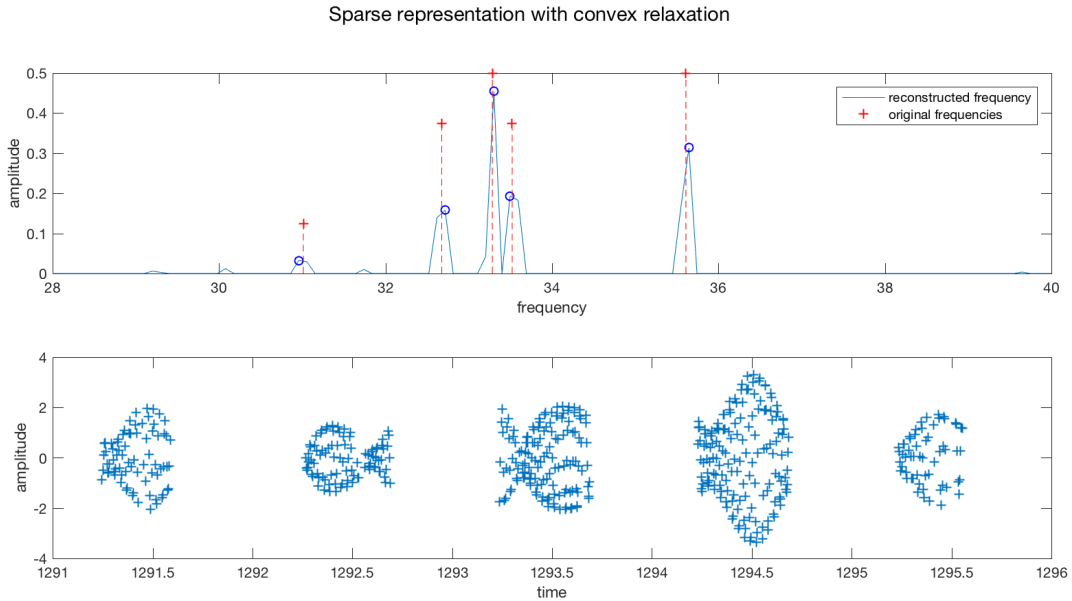 Sparse representation with convex relaxation
0.5
0.4
0.3
0.2
0.1
0
amplitude
reconstructed frequency
original frequencies
28 30 32 34 36 38 40
frequency
4
2
0
-2
-4
amplitude
1291 1291.5 1292 1292.5 1293 1293.5 1294 1294.5 1295 1295.5 1296
time